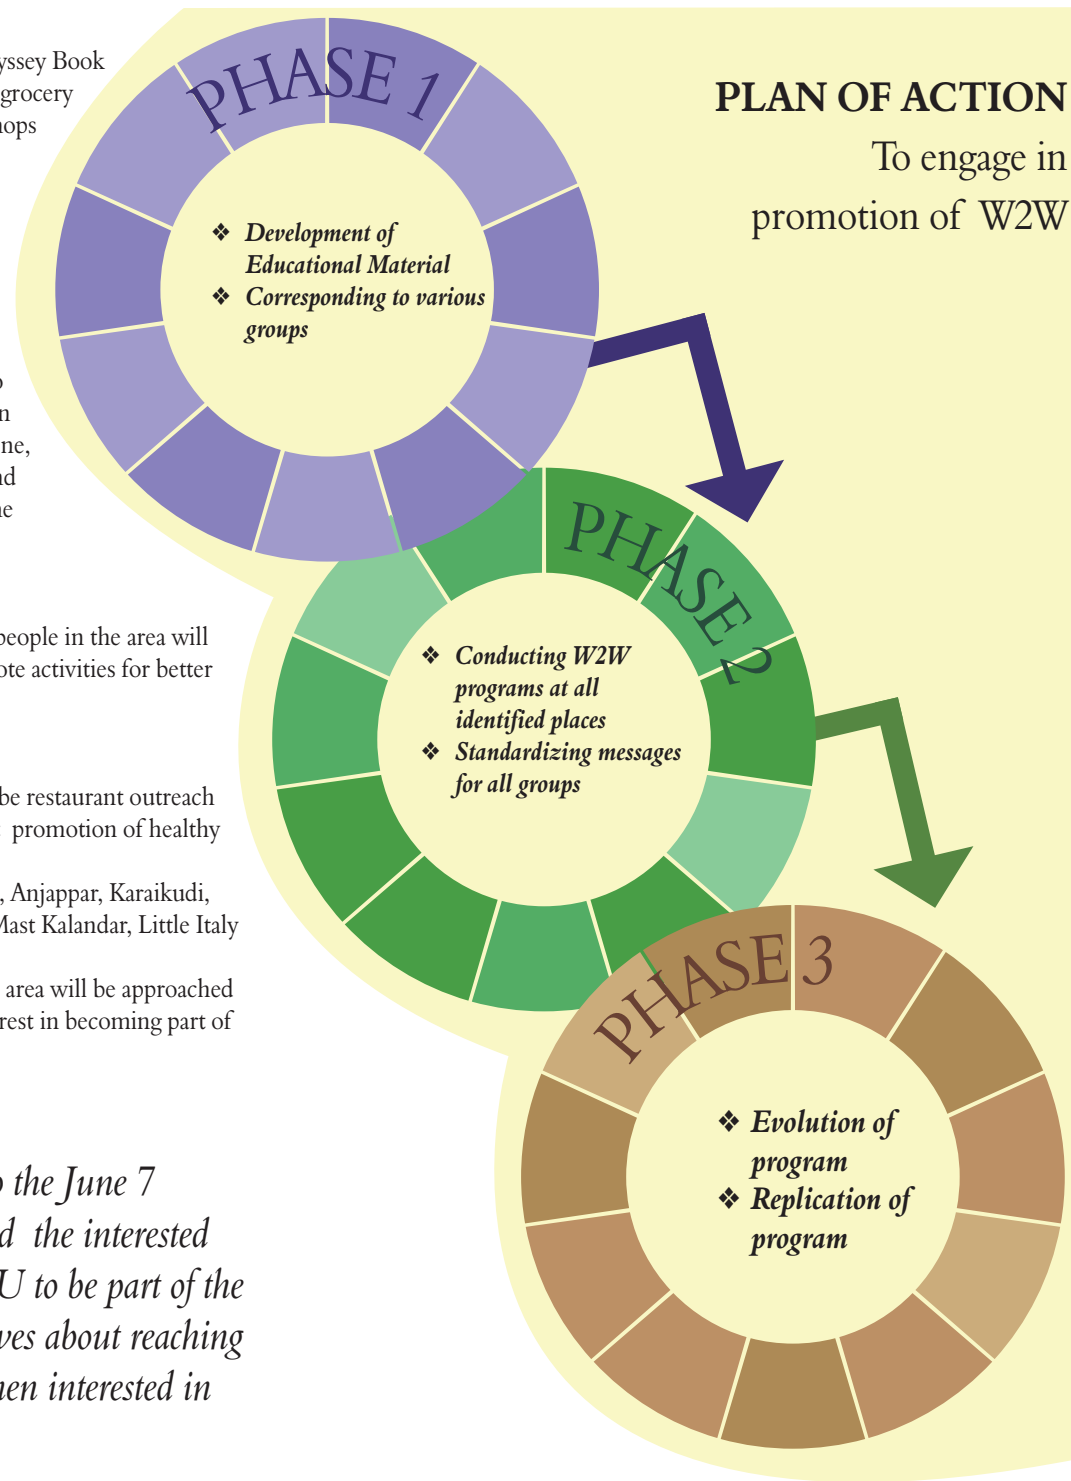 yssey Book
grocery
hops
n
ne,
nd
ne
people in the area will
ote activities for better
be restaurant outreach
promotion of healthy
, Anjappar, Karaikudi,
Mast Kalandar, Little Italy
area will be approached
rest in becoming part of
o the June 7
d the interested
U to be part of the
ves about reaching
hen interested in
PLAN OF ACTION
To engage in
promotion of W2W
PHASE 1
❖ Development of
Educational Material
❖ Corresponding to various
groups
PHASE 2
❖ Conducting W2W
programs at all
identified places
❖ Standardizing messages
for all groups
PHASE 3
❖ Evolution of
program
❖ Replication of
program